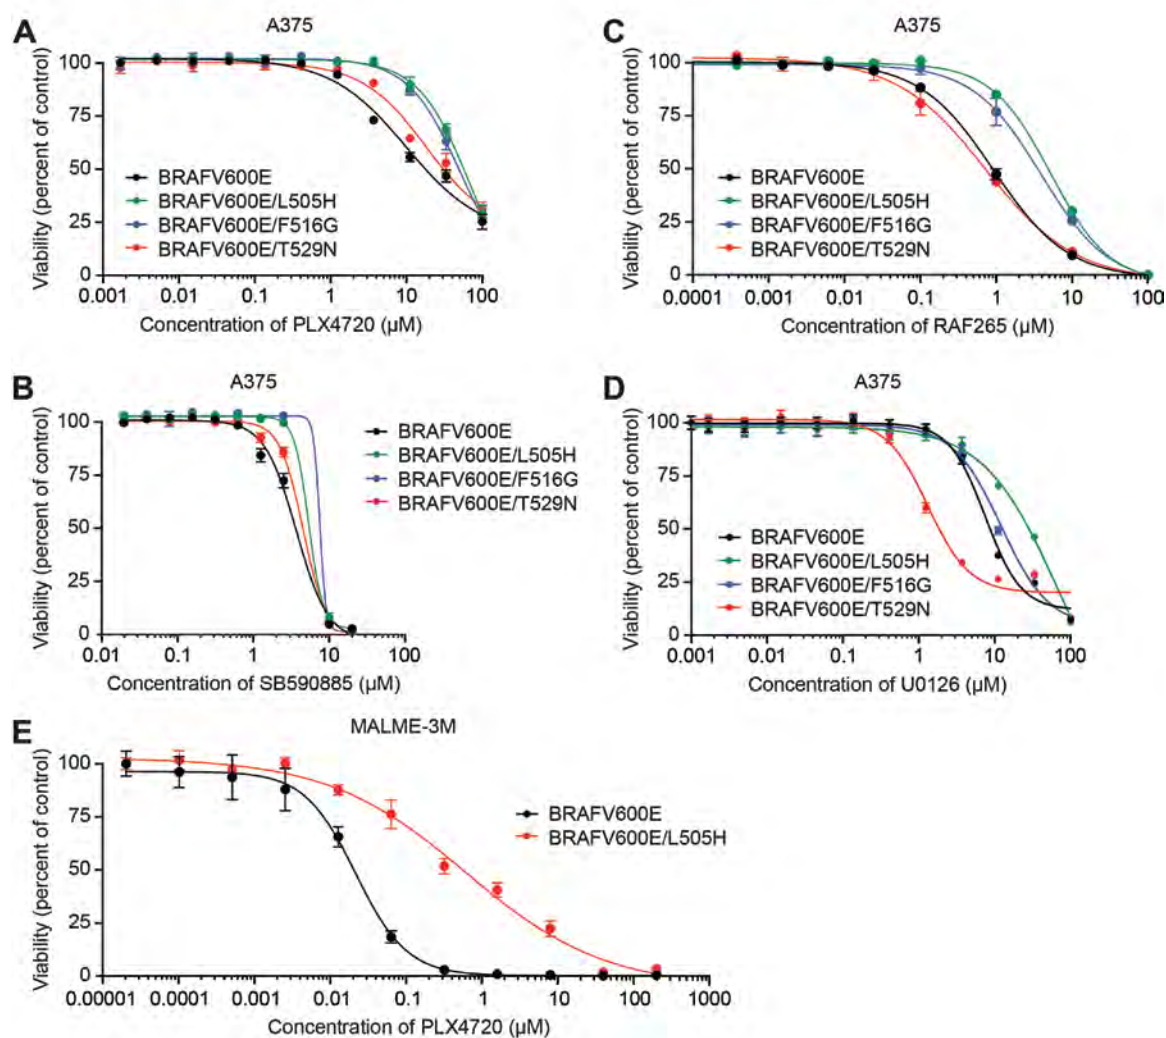 A
A375
Viability (percent of control)
100
75
50
25
0
BRAFV600E
BRAFV600E/L505H
BRAFV600E/F516G
BRAFV600E/T529N
0.001 0.01 0.1 1 10 100
Concentration of PLX4720 (µM)
C
A375
Viability (percent of control)
100
75
50
25
0
BRAFV600E
BRAFV600E/L505H
BRAFV600E/F516G
BRAFV600E/T529N
0.0001 0.001 0.01 0.1 1 10 100
Concentration of RAF265 (µM)
B
A375
Viability (percent of control)
100
75
50
25
0
BRAFV600E
BRAFV600E/L505H
BRAFV600E/F516G
BRAFV600E/T529N
0.01 0.1 1 10 100
Concentration of SB590885 (µM)
D
A375
Viability (percent of control)
100
75
50
25
0
BRAFV600E
BRAFV600E/L505H
BRAFV600E/F516G
BRAFV600E/T529N
0.001 0.01 0.1 1 10 100
Concentration of U0126 (µM)
E
MALME-3M
Viability (percent of control)
100
75
50
25
0
BRAFV600E
BRAFV600E/L505H
0.00001 0.001 0.01 0.1 1 10 100 1000
Concentration of PLX4720 (µM)